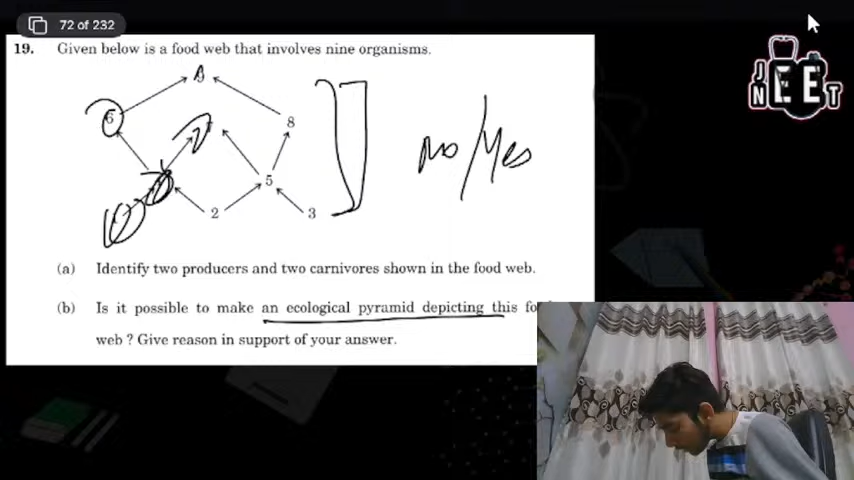 72 of 232
19. Given below is a food web that involves nine organisms.
JNEET
6
8
No/Yes
5
2
3
(a) Identify two producers and two carnivores shown in the food web.
(b) Is it possible to make an ecological pyramid depicting this
web ? Give reason in support of your answer.